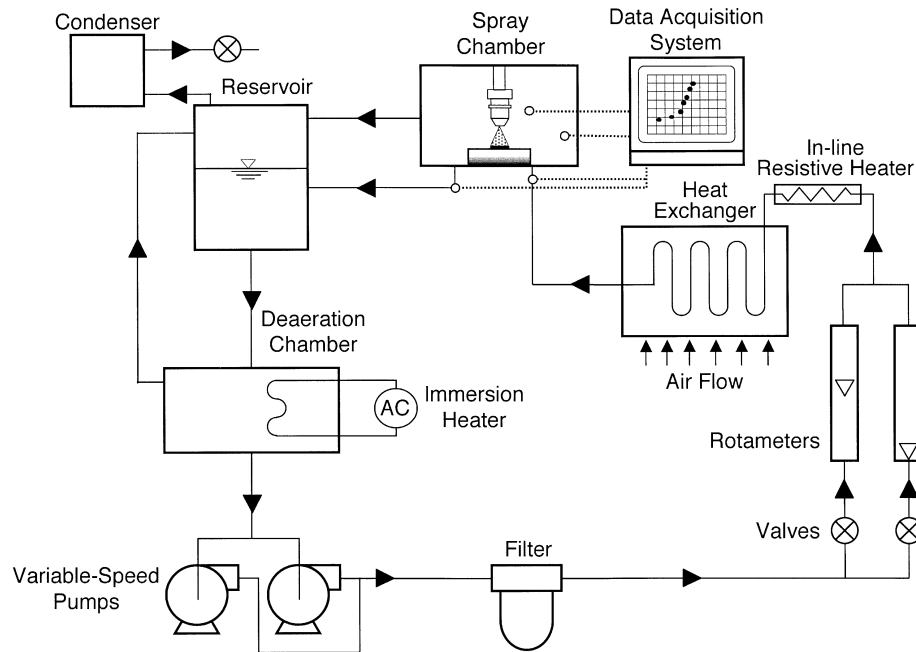 Condenser
Spray
Chamber
Data Acquisition
System
Reservoir
In-line
Resistive Heater
Heat
Exchanger
Deaeration
Chamber
Air Flow
AC
Immersion
Heater
Rotameters
Valves
Filter
Variable-Speed
Pumps